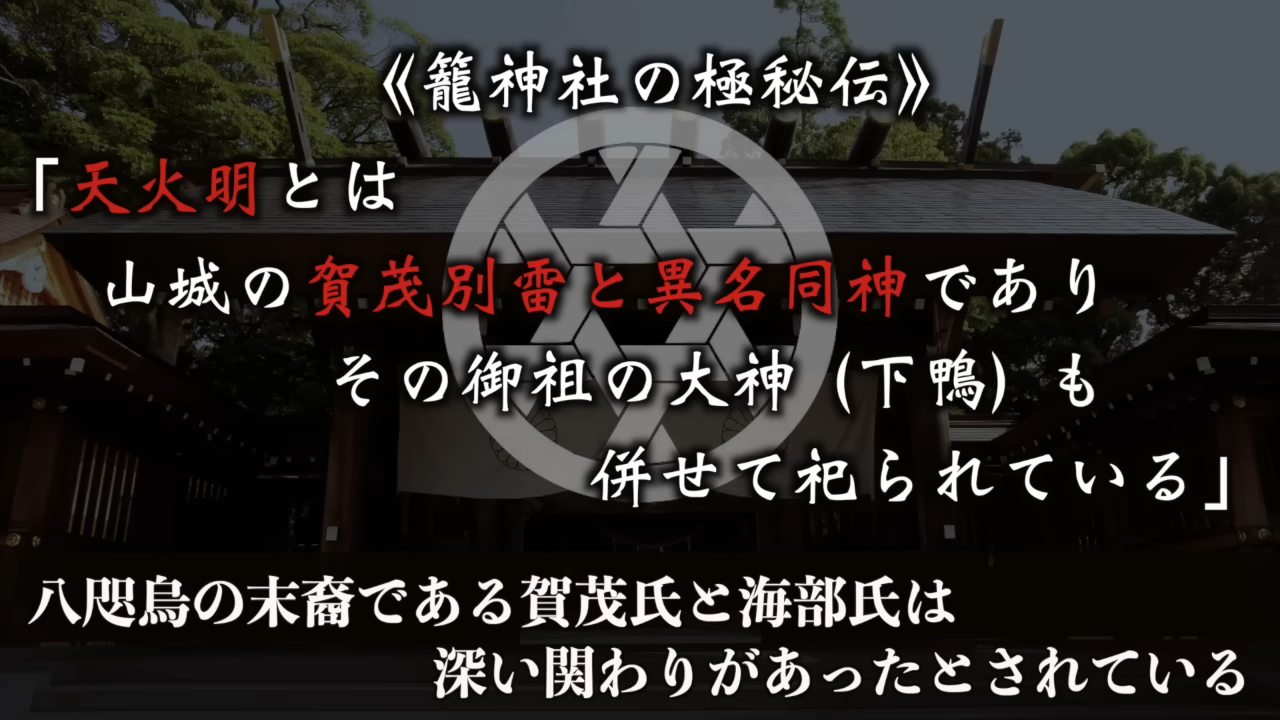 《籠神社の極秘伝》
「天火明とは
山城の賀茂別雷と異名同神であり
その御祖の大神 (下鴨) も
併せて祀られている」
八咫烏の末裔である賀茂氏と海部氏は
深い関わりがあったとされている